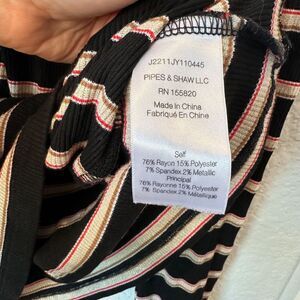 J2211JY110445
PIPES & SHAW LLC
RN 155820
Made in China
Fabriqué En Chine
Self
76% Rayon 15% Polyester
7% Spandex 2% Metallic
Principal
76% Rayonne 15% Polyester
7% Spandex 2% Métallique